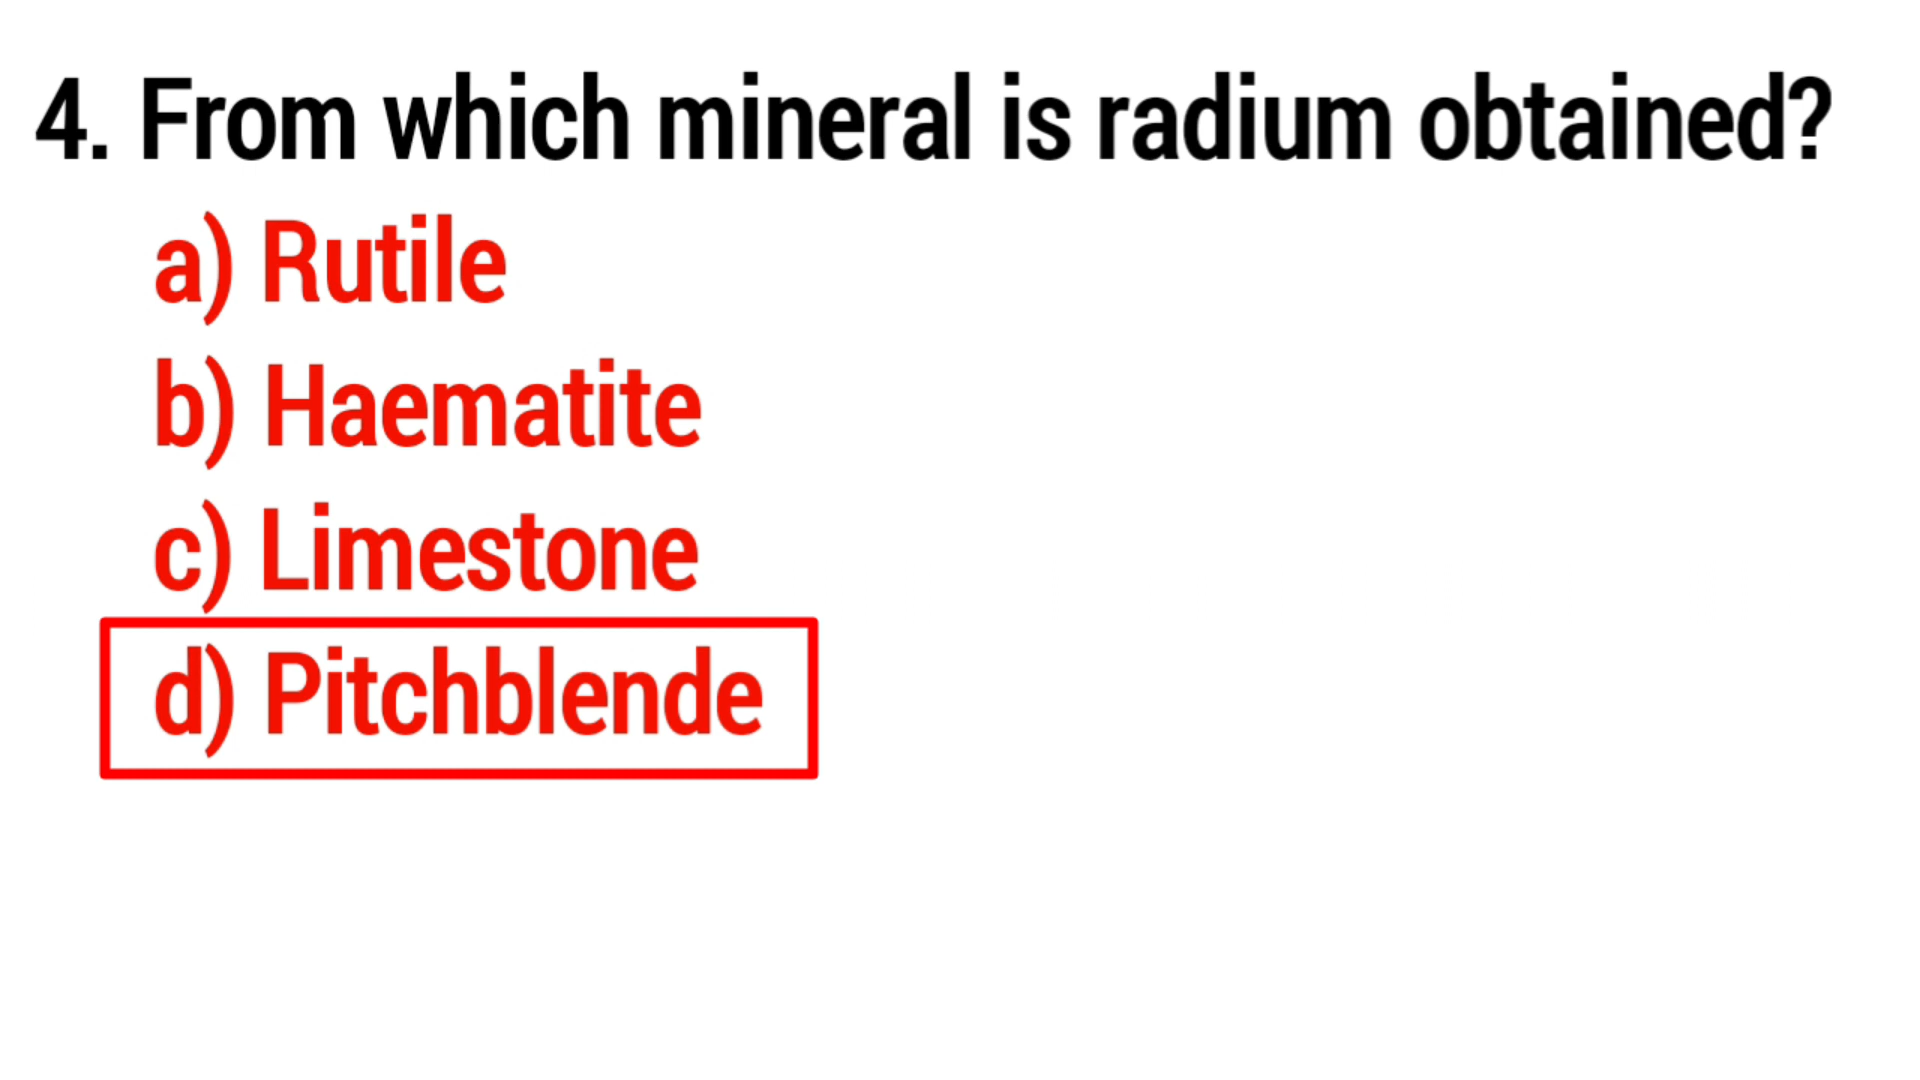 4. From which mineral is radium obtained?
a) Rutile
b) Haematite
c) Limestone
d) Pitchblende